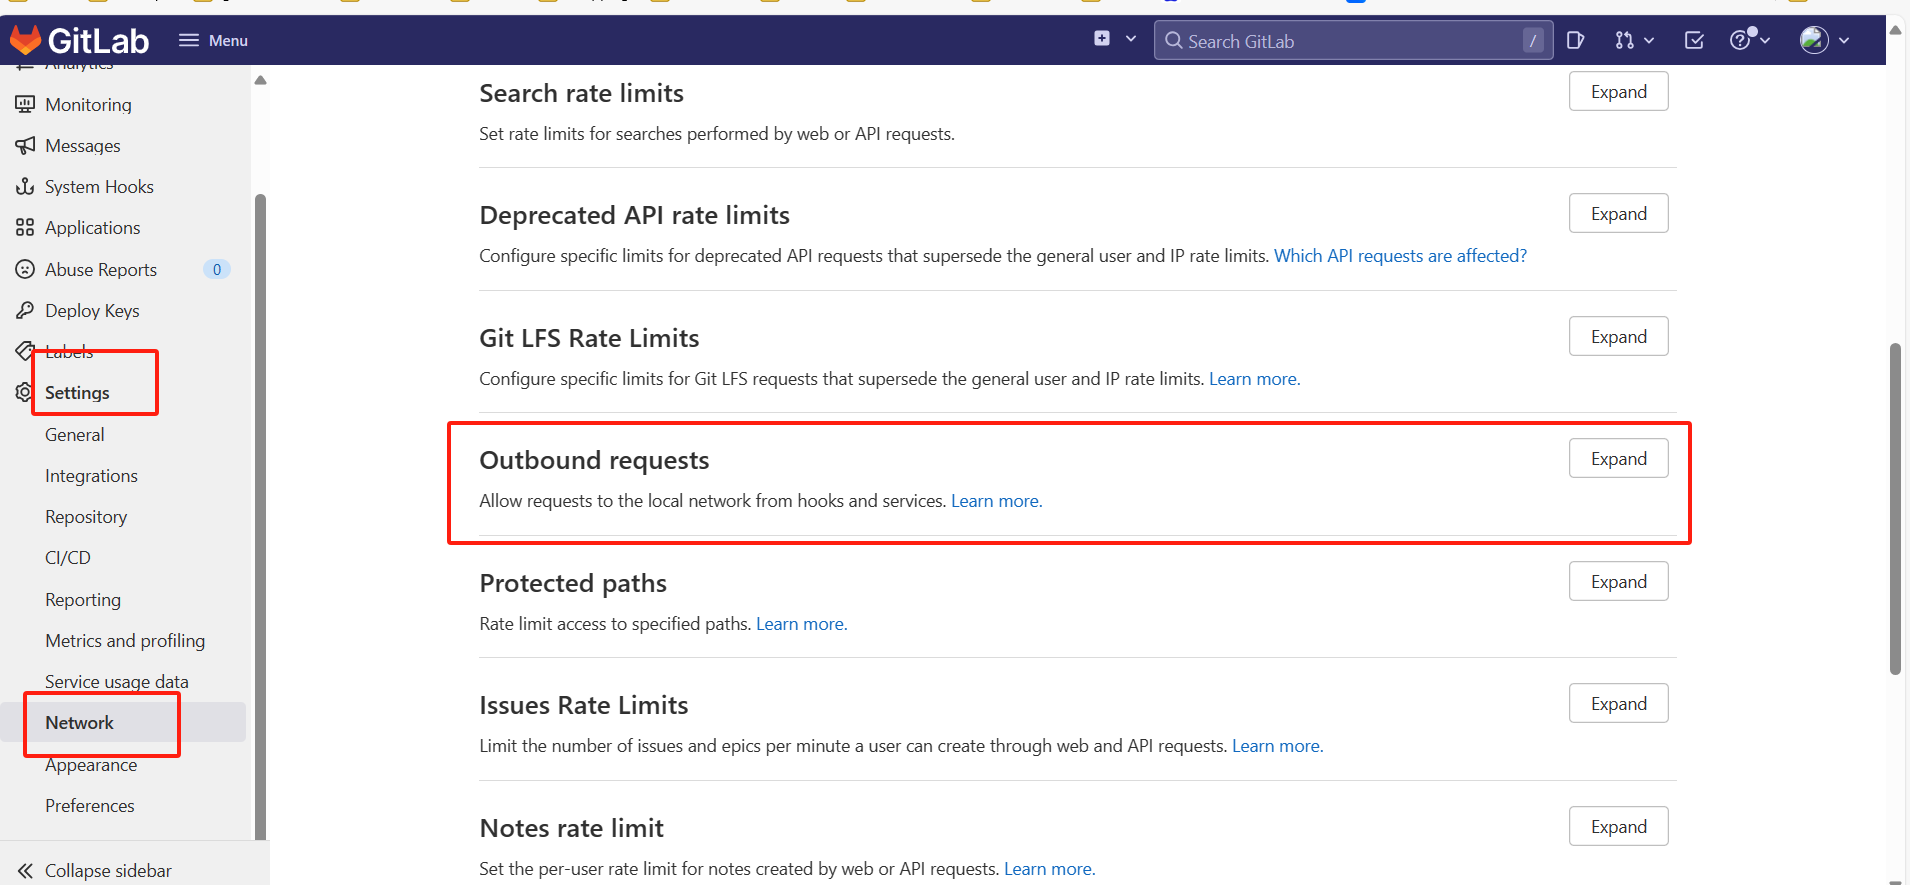 GitLab
Menu
Search GitLab
/
Analytics
Monitoring
Messages
System Hooks
Applications
Abuse Reports
0
Deploy Keys
Labels
Settings
General
Integrations
Repository
CI/CD
Reporting
Metrics and profiling
Service usage data
Network
Appearance
Preferences
Collapse sidebar
Search rate limits
Expand
Set rate limits for searches performed by web or API requests.
Deprecated API rate limits
Expand
Configure specific limits for deprecated API requests that supersede the general user and IP rate limits. Which API requests are affected?
Git LFS Rate Limits
Expand
Configure specific limits for Git LFS requests that supersede the general user and IP rate limits. Learn more.
Outbound requests
Expand
Allow requests to the local network from hooks and services. Learn more.
Protected paths
Expand
Rate limit access to specified paths. Learn more.
Issues Rate Limits
Expand
Limit the number of issues and epics per minute a user can create through web and API requests. Learn more.
Notes rate limit
Expand
Set the per-user rate limit for notes created by web or API requests. Learn more.